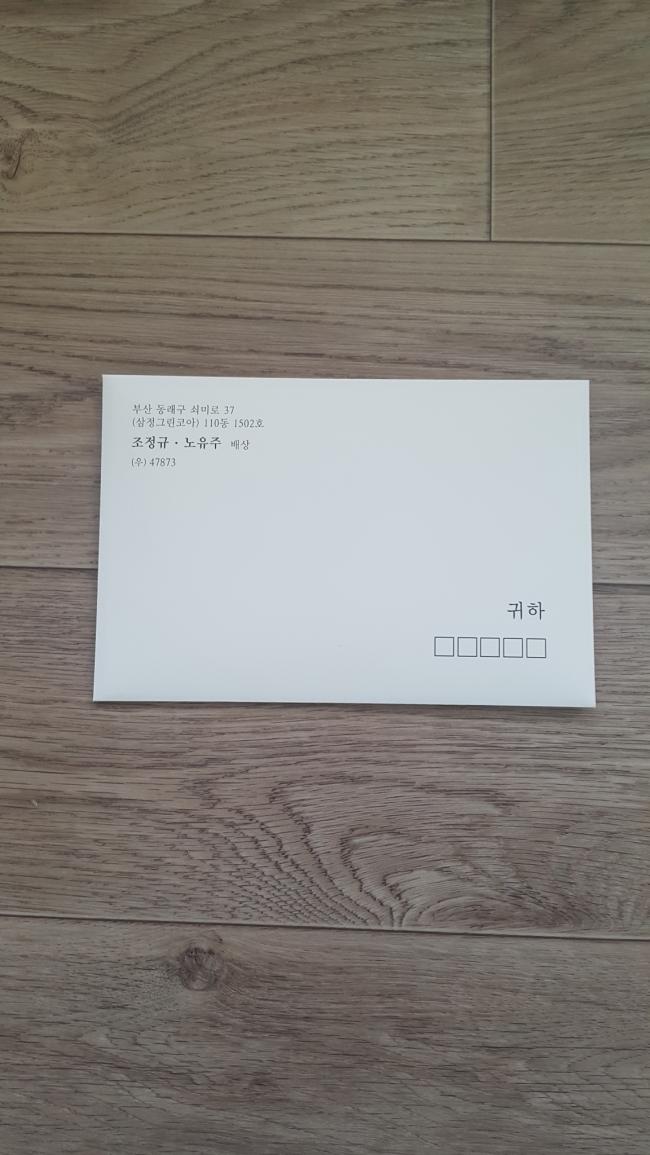 부산 동래구 쇠미로 37
(삼정그린코아) 110동 1502호
조정규 · 노유주 배상
(우) 47873
귀하